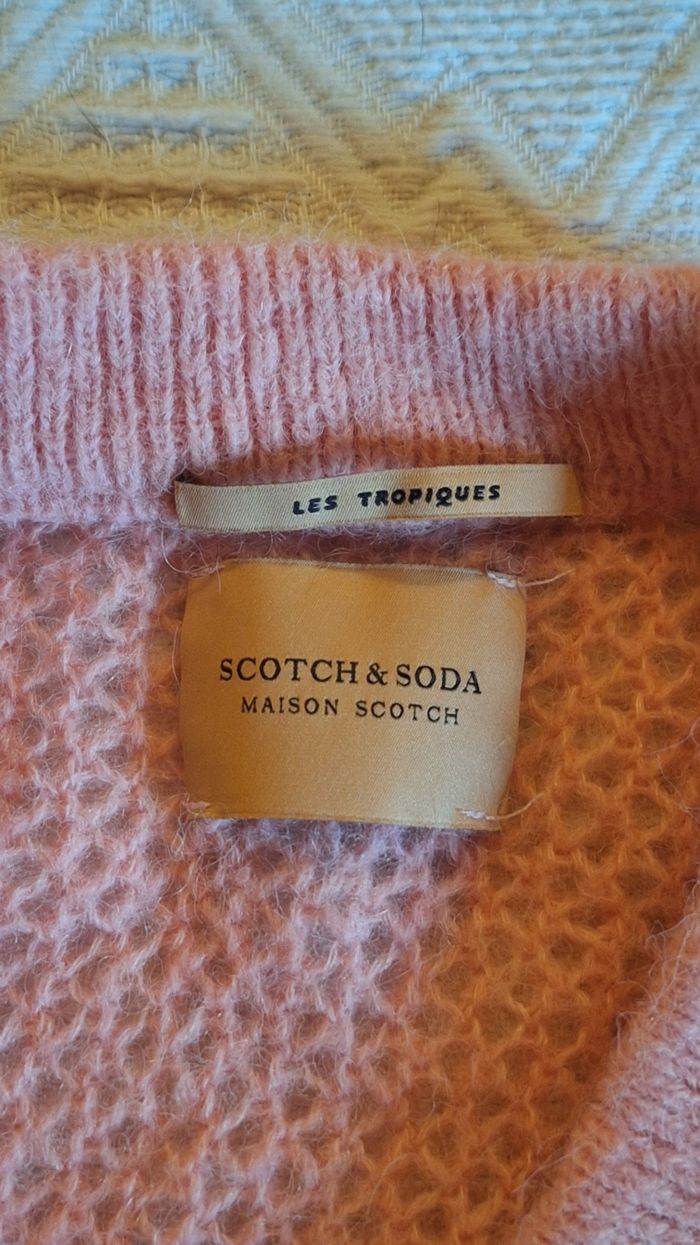 LES TROPIQUES
SCOTCH & SODA
MAISON SCOTCH